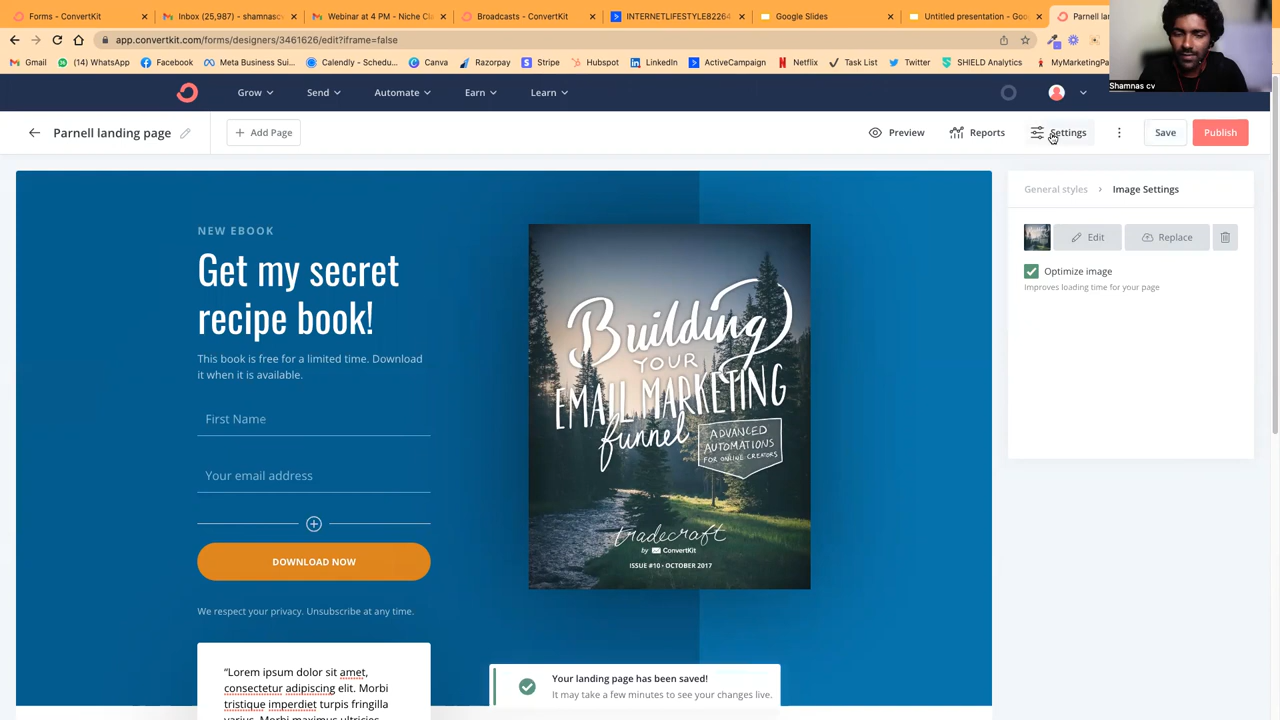 Forms - ConvertKit
Inbox (25,987) - shamnasc
Webinar at 4 PM - Niche Cl
Broadcasts - ConvertKit
INTERNETLIFESTYLE82264
Google Slides
Untitled presentation - Goo
Parnell lan
app.convertkit.com/forms/designers/3461626/edit?iframe=false
Gmail
(14) WhatsApp
Facebook
Meta Business Sui...
Calendly - Schedu...
Canva
Razorpay
Stripe
Hubspot
LinkedIn
ActiveCampaign
Netflix
Task List
Twitter
SHIELD Analytics
MyMarketingPa
Shamnas cv
Grow
Send
Automate
Earn
Learn
Parnell landing page
Add Page
Preview
Reports
Settings
Save
Publish
General styles > Image Settings
Edit
Replace
Optimize image
Improves loading time for your page
NEW EBOOK
Get my secret
recipe book!
This book is free for a limited time. Download
it when it is available.
First Name
Your email address
DOWNLOAD NOW
We respect your privacy. Unsubscribe at any time.
"Lorem ipsum dolor sit amet,
consectetur adipiscing elit. Morbi
tristique imperdiet turpis fringilla
varius. Morbi maximus ultricies
Building
YOUR
EMAIL MARKETING
funnel
ADVANCED
AUTOMATIONS
FOR ONLINE CREATORS
tradecraft
by ConvertKit
ISSUE #10 • OCTOBER 2017
Your landing page has been saved!
It may take a few minutes to see your changes live.